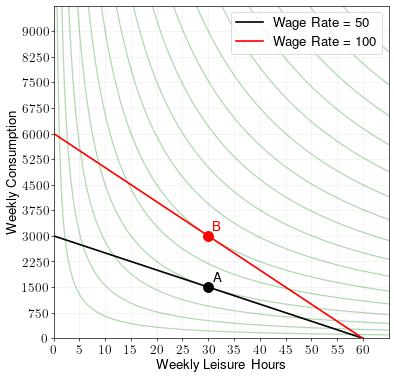 Wage Rate = 50
Wage Rate = 100
Weekly Consumption
9000
8250
7500
6750
6000
5250
4500
3750
3000
2250
1500
750
0
B
A
0 5 10 15 20 25 30 35 40 45 50 55 60
Weekly Leisure Hours